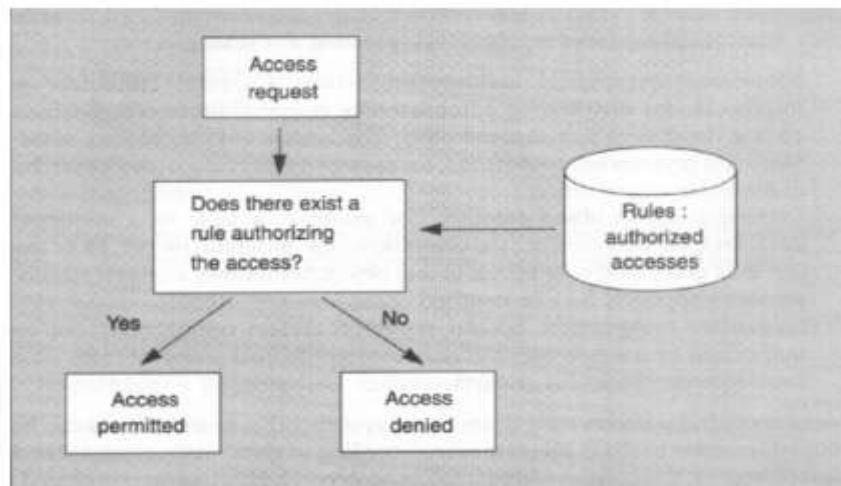 Access
request
Does there exist a
rule authorizing
the access?
Rules :
authorized
accesses
Yes
No
Access
permitted
Access
denied